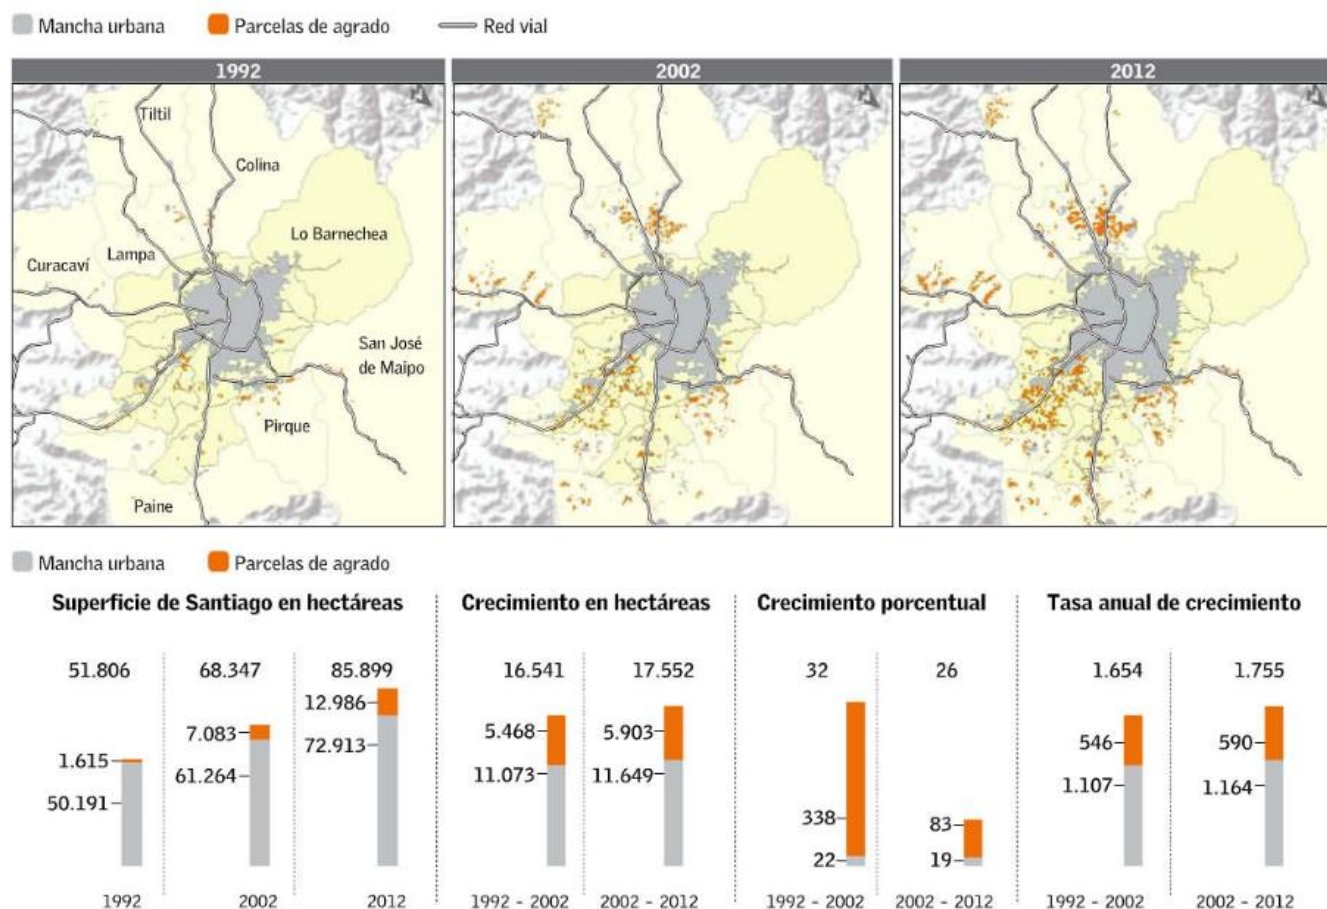 Mancha urbana Parcelas de agrado Red vial
1992 2002 2012
Tiltil
Colina
Lo Barnechea
Lampa
Curacaví
San José
de Maipo
Pirque
Paine
Mancha urbana Parcelas de agrado
Superficie de Santiago en hectáreas
51.806 68.347 85.899
12.986
7.083
72.913
1.615
61.264
50.191
1992 2002 2012
Crecimiento en hectáreas
16.541 17.552
5.468 5.903
11.073 11.649
1992 - 2002 2002 - 2012
Crecimiento porcentual
32 26
338 83
22 19
1992 - 2002 2002 - 2012
Tasa anual de crecimiento
1.654 1.755
546 590
1.107 1.164
1992 - 2002 2002 - 2012